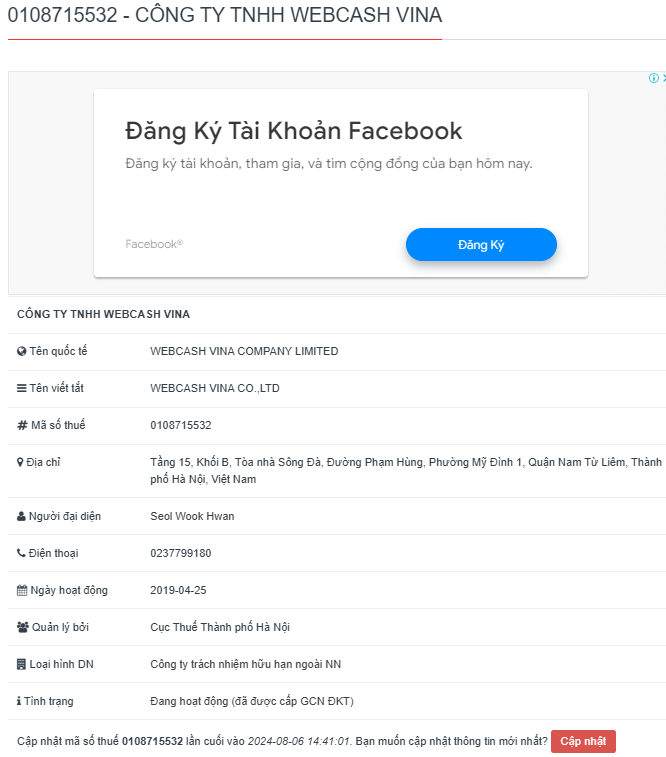 0108715532 - CÔNG TY TNHH WEBCASH VINA
Đăng Ký Tài Khoản Facebook
Đăng ký tài khoản, tham gia, và tìm cộng đồng của bạn hôm nay.
Facebook®
Đăng Ký
CÔNG TY TNHH WEBCASH VINA
Tên quốc tế WEBCASH VINA COMPANY LIMITED
Tên viết tắt WEBCASH VINA CO.,LTD
Mã số thuế 0108715532
Địa chỉ Tầng 15, Khối B, Tòa nhà Sông Đà, Đường Phạm Hùng, Phường Mỹ Đình 1, Quận Nam Từ Liêm, Thành
phố Hà Nội, Việt Nam
Người đại diện Seol Wook Hwan
Điện thoại 0237799180
Ngày hoạt động 2019-04-25
Quản lý bởi Cục Thuế Thành phố Hà Nội
Loại hình DN Công ty trách nhiệm hữu hạn ngoài NN
Tình trạng Đang hoạt động (đã được cấp GCN ĐKT)
Cập nhật mã số thuế 0108715532 lần cuối vào 2024-08-06 14:41:01. Bạn muốn cập nhật thông tin mới nhất? Cập nhật